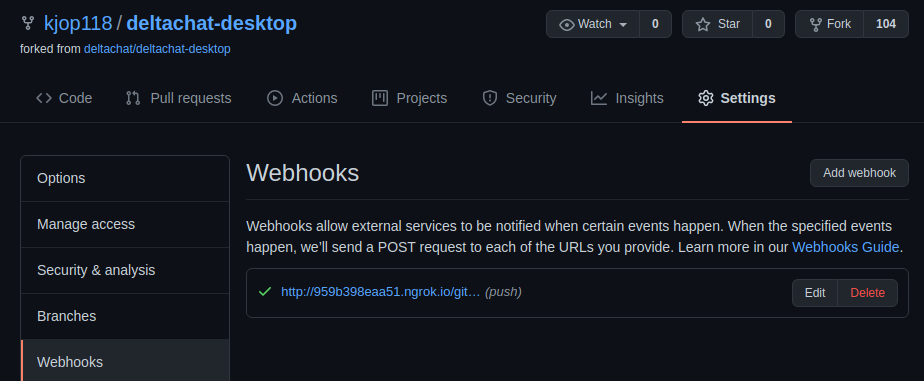 kjop118 / deltachat-desktop
Watch 0 Star 0 Fork 104
forked from deltachat/deltachat-desktop
Code Pull requests Actions Projects Security Insights Settings
Options
Manage access
Security & analysis
Branches
Webhooks
Webhooks Add webhook
Webhooks allow external services to be notified when certain events happen. When the specified events
happen, we'll send a POST request to each of the URLs you provide. Learn more in our Webhooks Guide.
http://959b398eaa51.ngrok.io/git… (push) Edit Delete